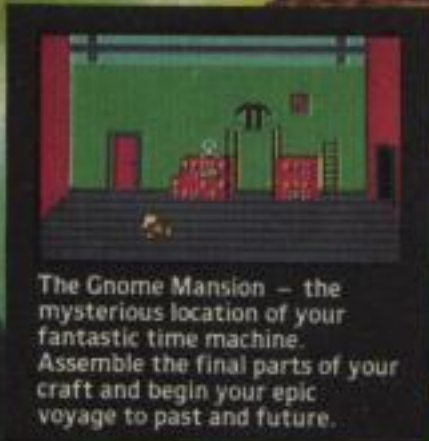 The Gnome Mansion – the
mysterious location of your
fantastic time machine.
Assemble the final parts of your
craft and begin your epic
voyage to past and future.